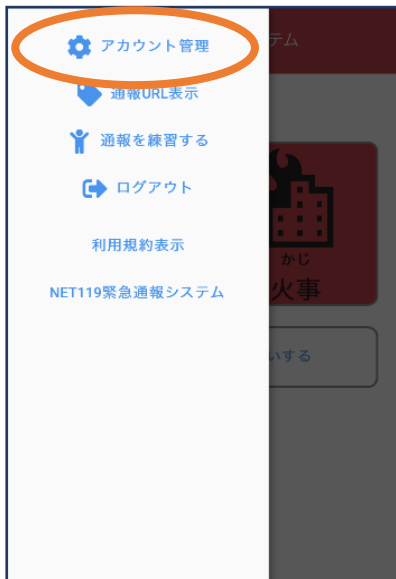 アカウント管理
テム
通報URL表示
通報を練習する
ログアウト
利用規約表示
NET119緊急通報システム
かじ
火事
いする